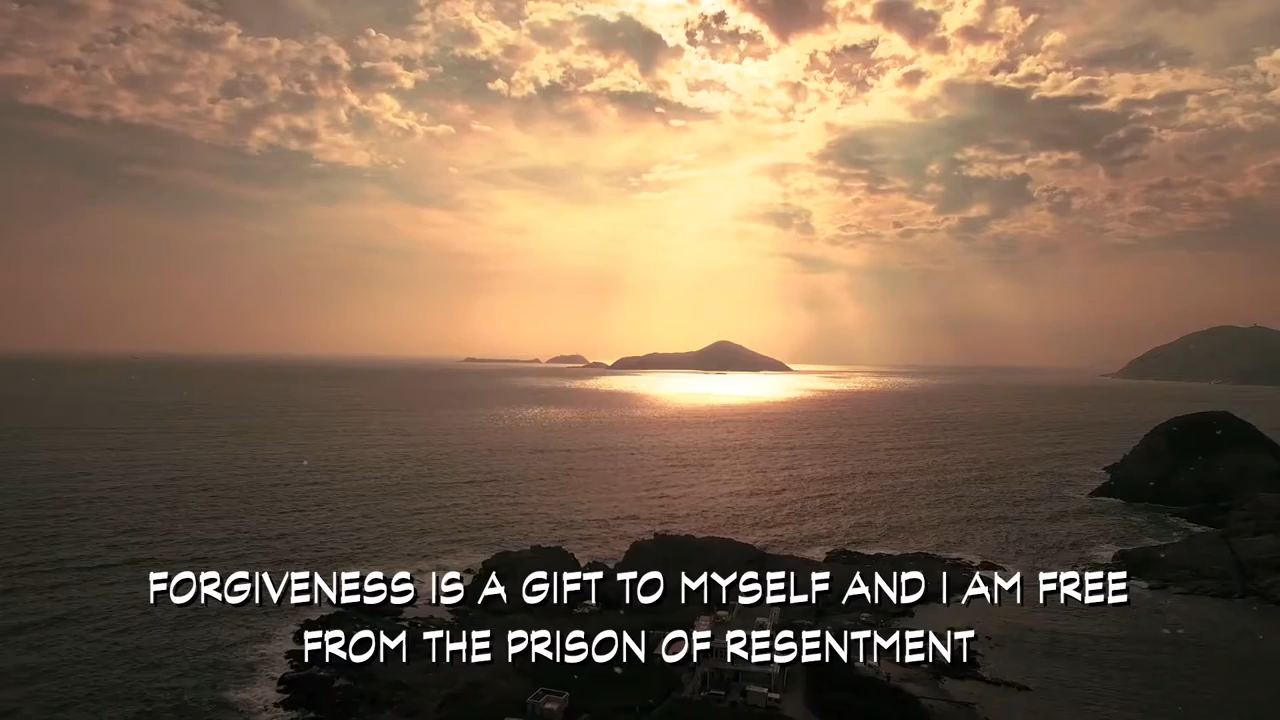 FORGIVENESS IS A GIFT TO MYSELF AND I AM FREE
FROM THE PRISON OF RESENTMENT